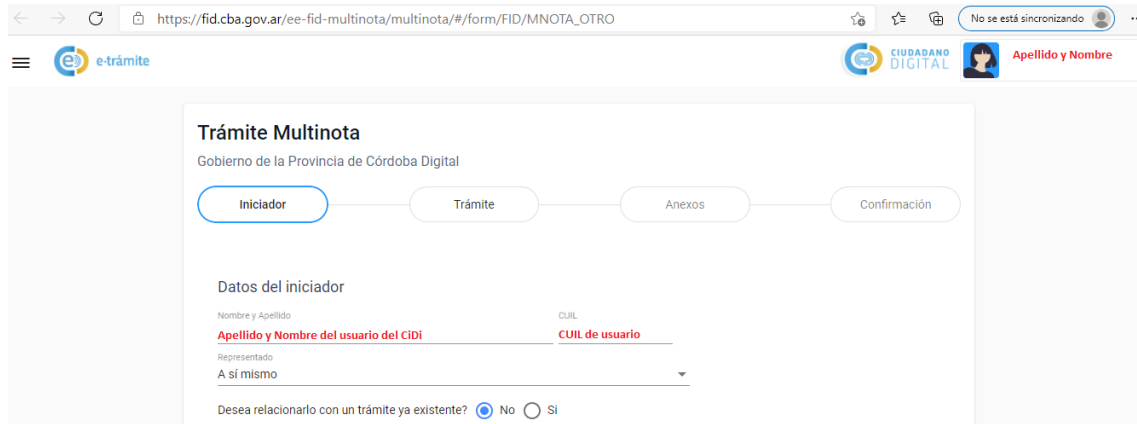 https://fid.cba.gov.ar/ee-fid-multinota/multinota/#/form/FID/MNOTA_OTRO No se está sincronizando
e-trámite CIUDADANO DIGITAL Apellido y Nombre
Trámite Multinota
Gobierno de la Provincia de Córdoba Digital
Iniciador Trámite Anexos Confirmación
Datos del iniciador
Nombre y Apellido CUIL
Apellido y Nombre del usuario del CiDi CUIL de usuario
Representado
A sí mismo
Desea relacionarlo con un trámite ya existente? No Si